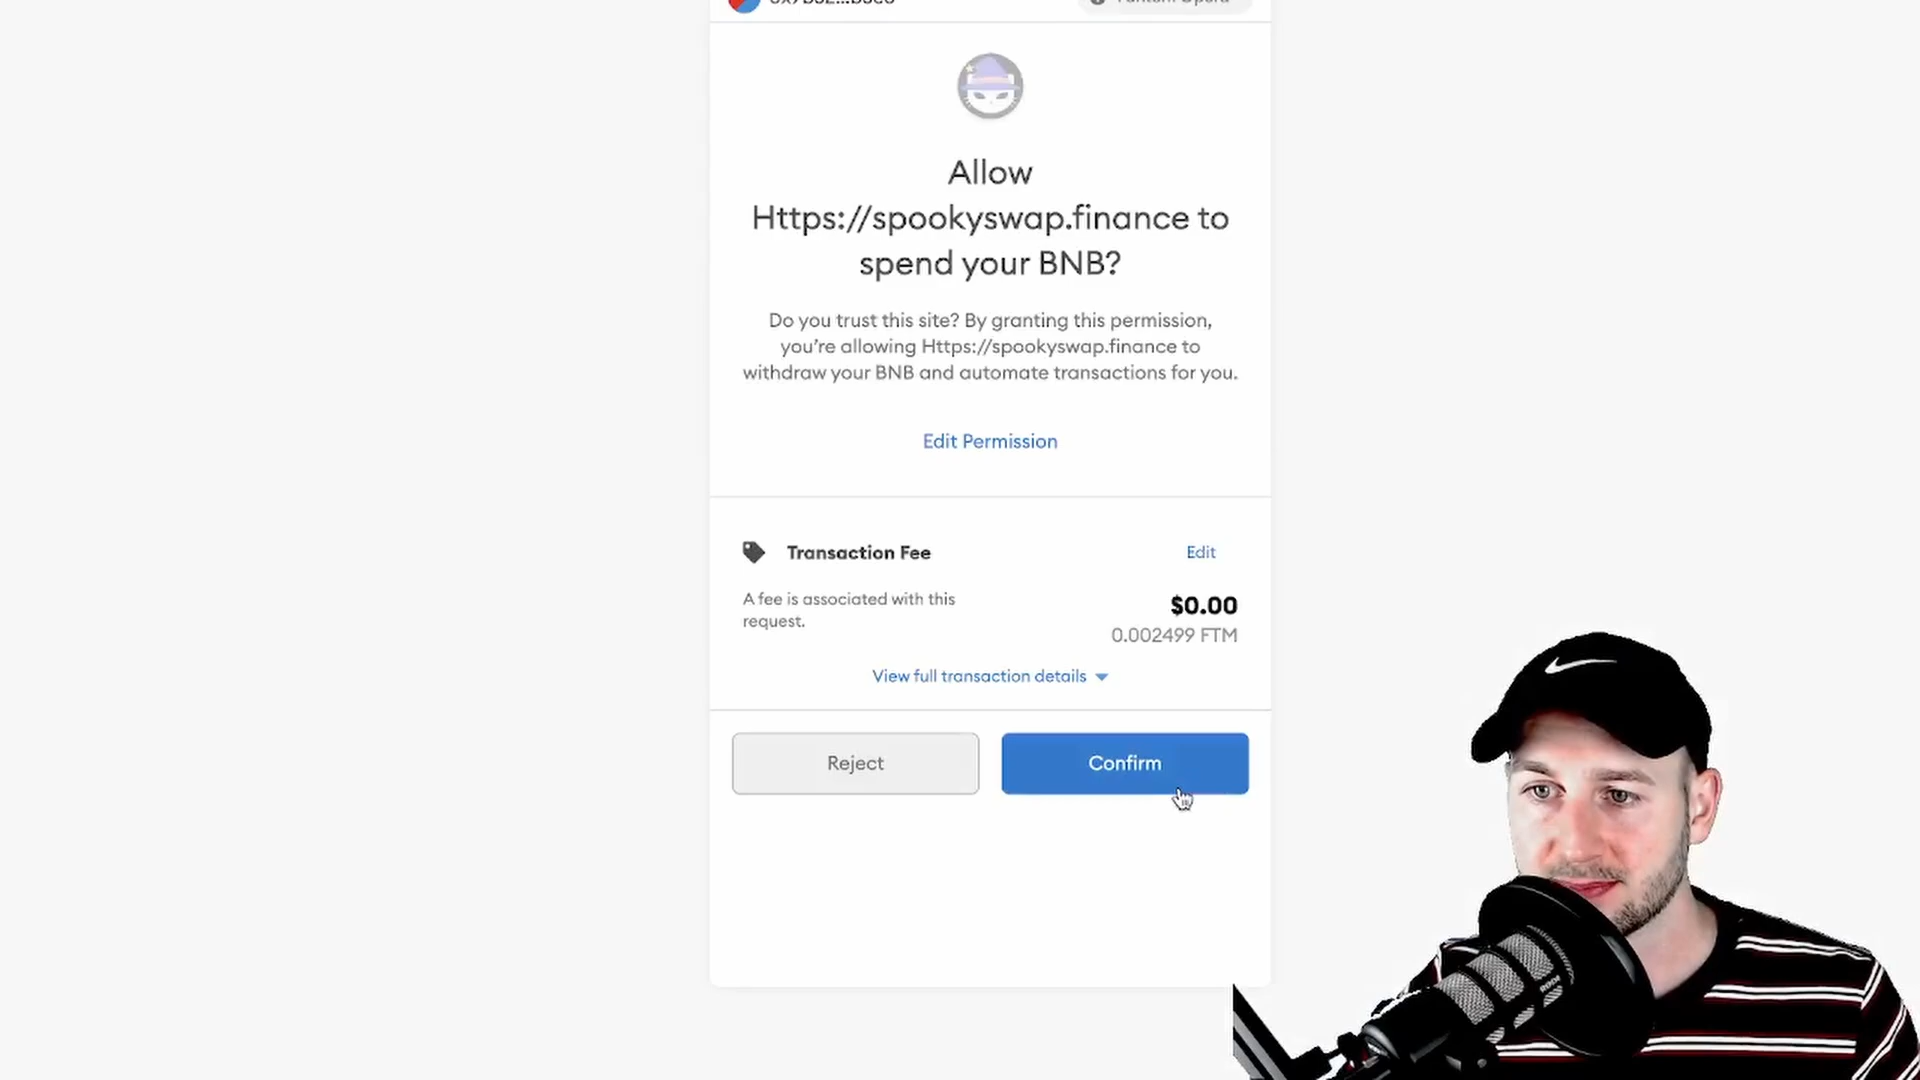 Allow
Https://spookyswap.finance to
spend your BNB?
Do you trust this site? By granting this permission,
you're allowing Https://spookyswap.finance to
withdraw your BNB and automate transactions for you.
Edit Permission
Transaction Fee
Edit
A fee is associated with this
request.
$0.00
0.002499 FTM
View full transaction details
Reject
Confirm
RODE